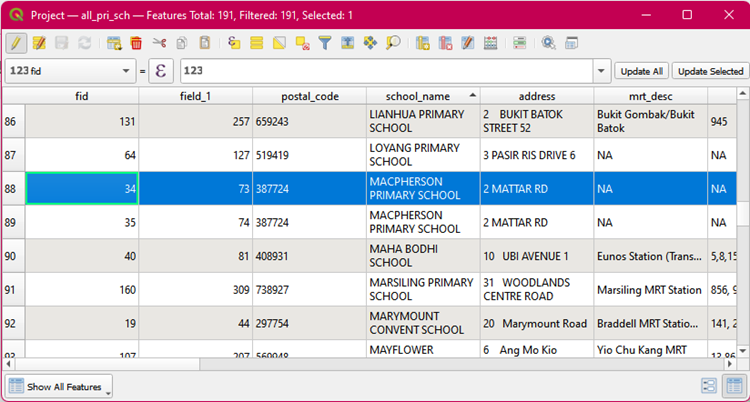 Project — all_pri_sch — Features Total: 191, Filtered: 191, Selected: 1
123 fid = ε 123 Update All Update Selected
fid field_1 postal_code school_name address mrt_desc
86 131 257 659243 LIANHUA PRIMARY SCHOOL 2 BUKIT BATOK STREET 52 Bukit Gombak/Bukit Batok 945
87 64 127 519419 LOYANG PRIMARY SCHOOL 3 PASIR RIS DRIVE 6 NA NA
88 34 73 387724 MACPHERSON PRIMARY SCHOOL 2 MATTAR RD NA NA
89 35 74 387724 MACPHERSON PRIMARY SCHOOL 2 MATTAR RD NA NA
90 40 81 408931 MAHA BODHI SCHOOL 10 UBI AVENUE 1 Eunos Station (Trans... 5,8,15
91 160 309 738927 MARSILING PRIMARY SCHOOL 31 WOODLANDS CENTRE ROAD Marsiling MRT Station 856, 9
92 19 44 297754 MARYMOUNT CONVENT SCHOOL 20 Marymount Road Braddell MRT Statio... 141, 2
93 107 207 569948 MAYFLOWER 6 Ang Mo Kio Yio Chu Kang MRT 13,86
Show All Features